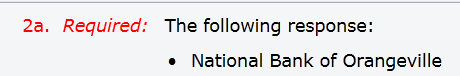 2a. Required: The following response:
• National Bank of Orangeville